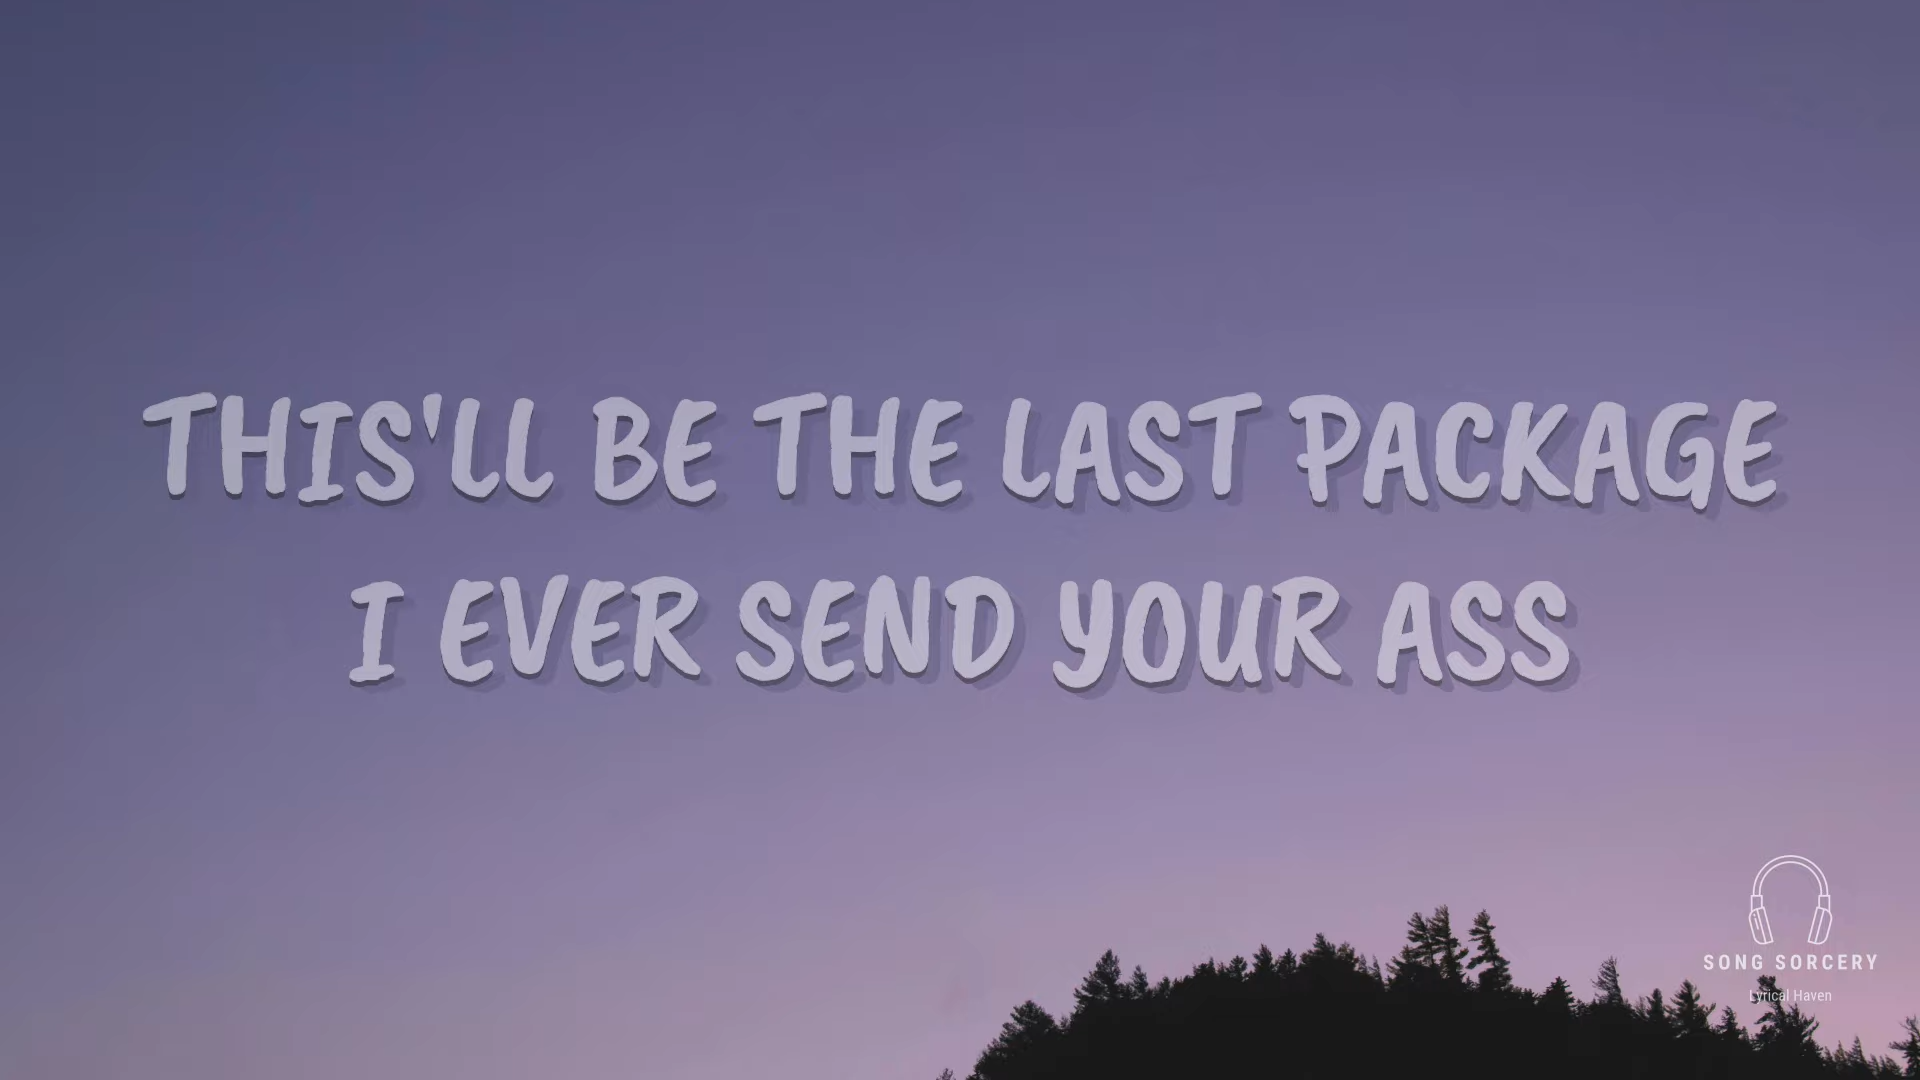 THIS'LL BE THE LAST PACKAGE
I EVER SEND YOUR ASS
SONG SORCERY
Lyrical Haven